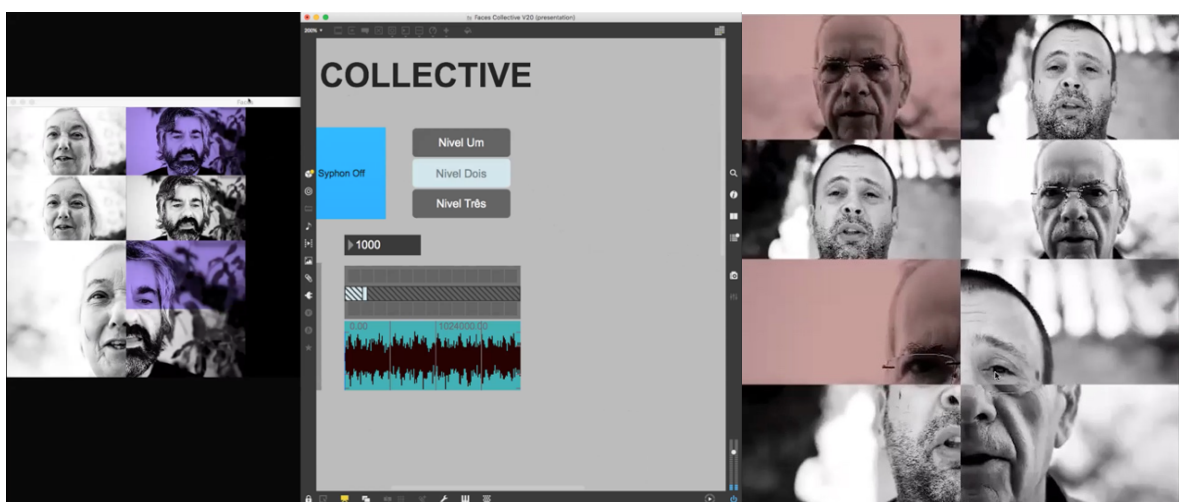 Faces Collective V20 (presentation)
200%
COLLECTIVE
Syphon Off
Nivel Um
Nivel Dois
Nivel Três
1000
0.00
1024000.00